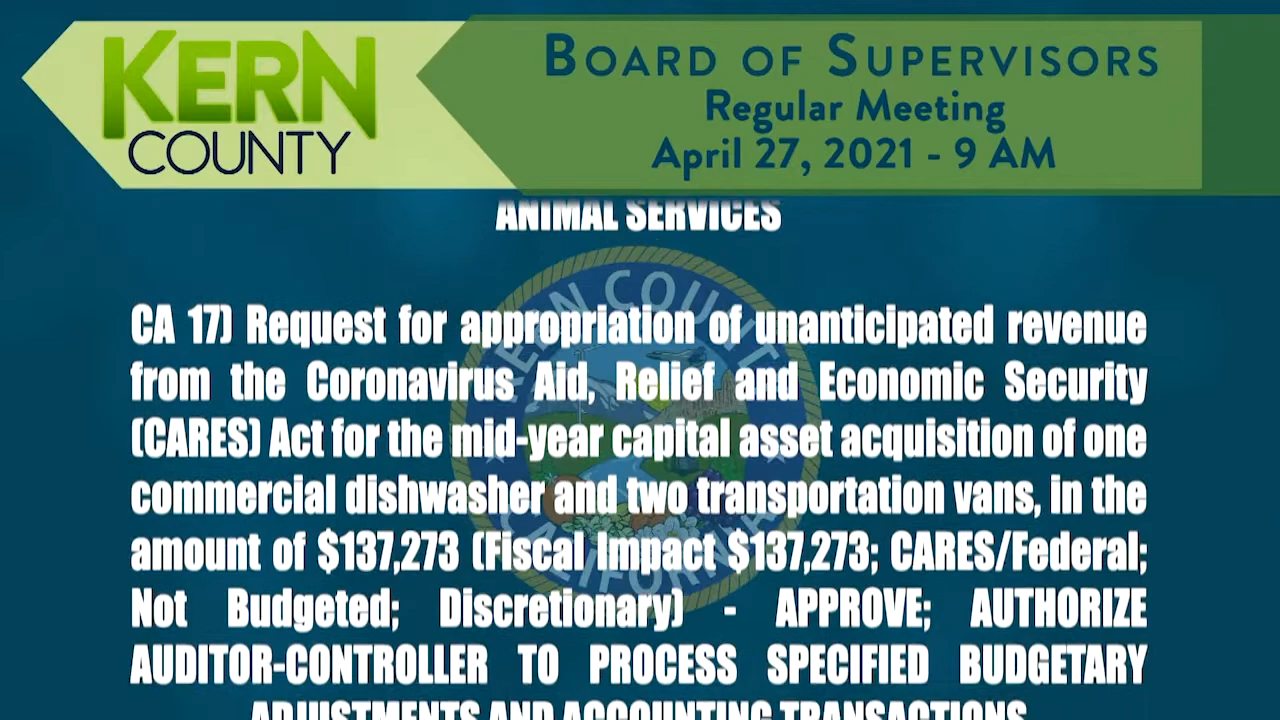 KERN
COUNTY
BOARD OF SUPERVISORS
Regular Meeting
April 27, 2021 - 9 AM
ANIMAL SERVICES
KERN COUNTY
CA 17) Request for appropriation of unanticipated revenue
from the Coronavirus Aid, Relief and Economic Security
(CARES) Act for the mid-year capital asset acquisition of one
commercial dishwasher and two transportation vans, in the
amount of $137,273 (Fiscal Impact $137,273; CARES/Federal;
Not Budgeted; Discretionary) - APPROVE; AUTHORIZE
AUDITOR-CONTROLLER TO PROCESS SPECIFIED BUDGETARY
ADJUSTMENTS AND ACCOUNTING TRANSACTIONS
CALIFORNIA